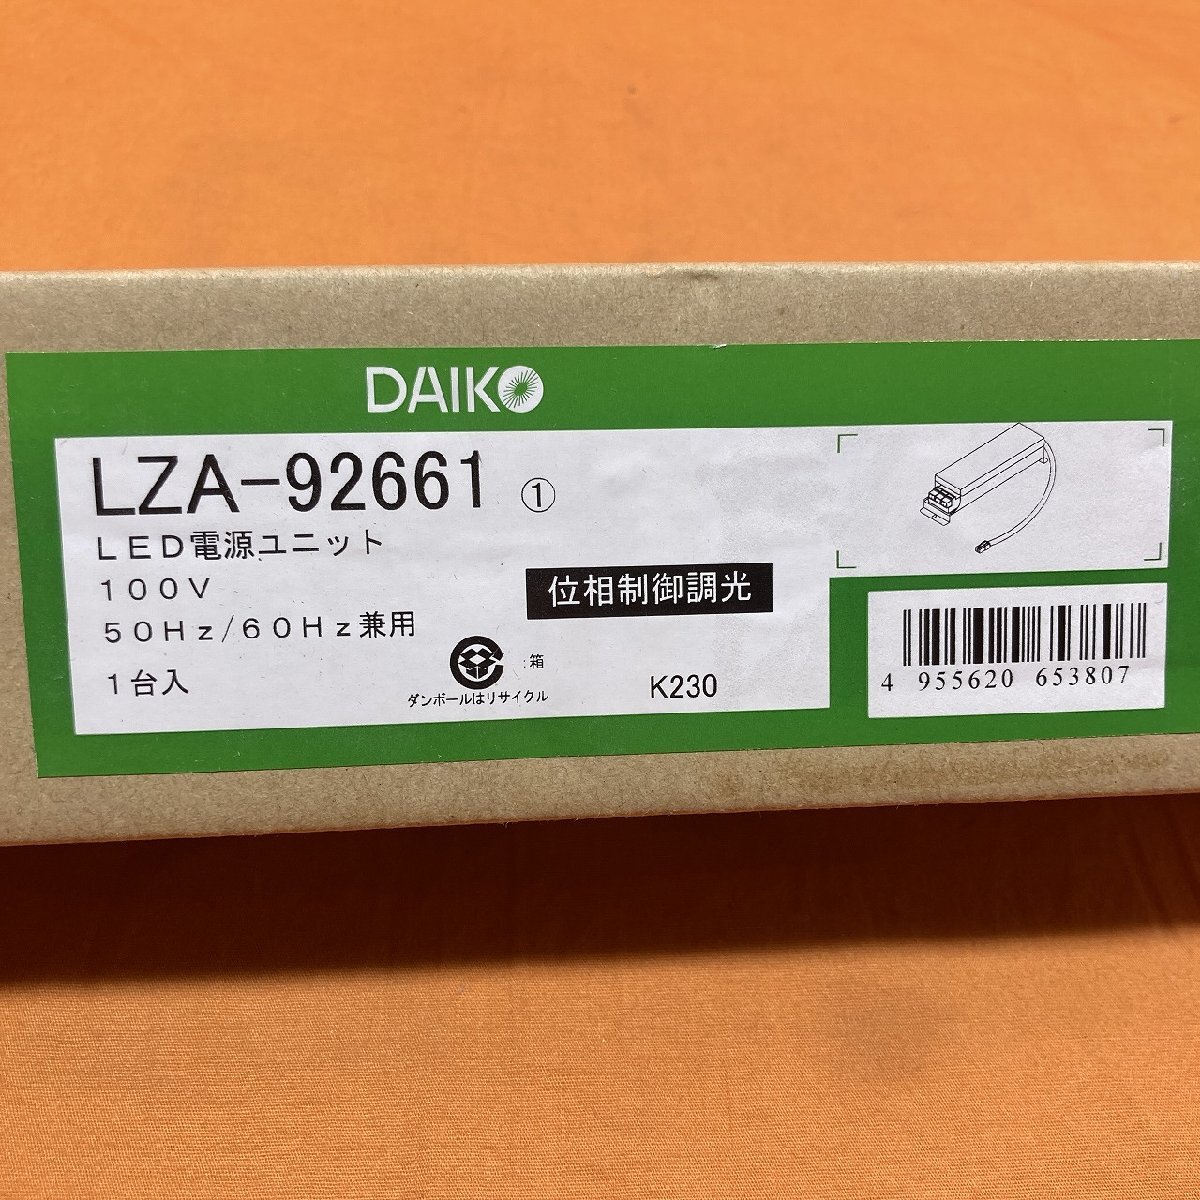 DAIKO
LZA-92661 ①
LED電源ユニット
100V
50Hz/60Hz兼用
1台入
位相制御調光
:箱
ダンボールはリサイクル
K230
4 955620 653807